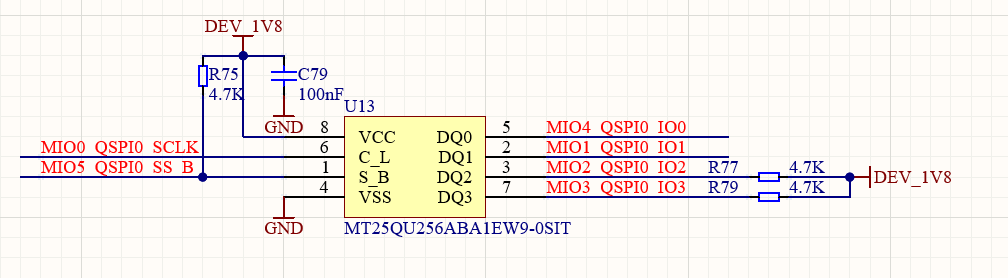 DEV_1V8
R75
4.7K
C79
100nF
GND
U13
8
VCC
DQ0
5
MIO4_QSPI0_IO0
MIO0_QSPI0_SCLK
6
C_L
DQ1
2
MIO1_QSPI0_IO1
MIO5_QSPI0_SS_B
1
S_B
DQ2
3
MIO2_QSPI0_IO2
R77
4.7K
4
VSS
DQ3
7
MIO3_QSPI0_IO3
R79
4.7K
DEV_1V8
GND
MT25QU256ABA1EW9-0SIT